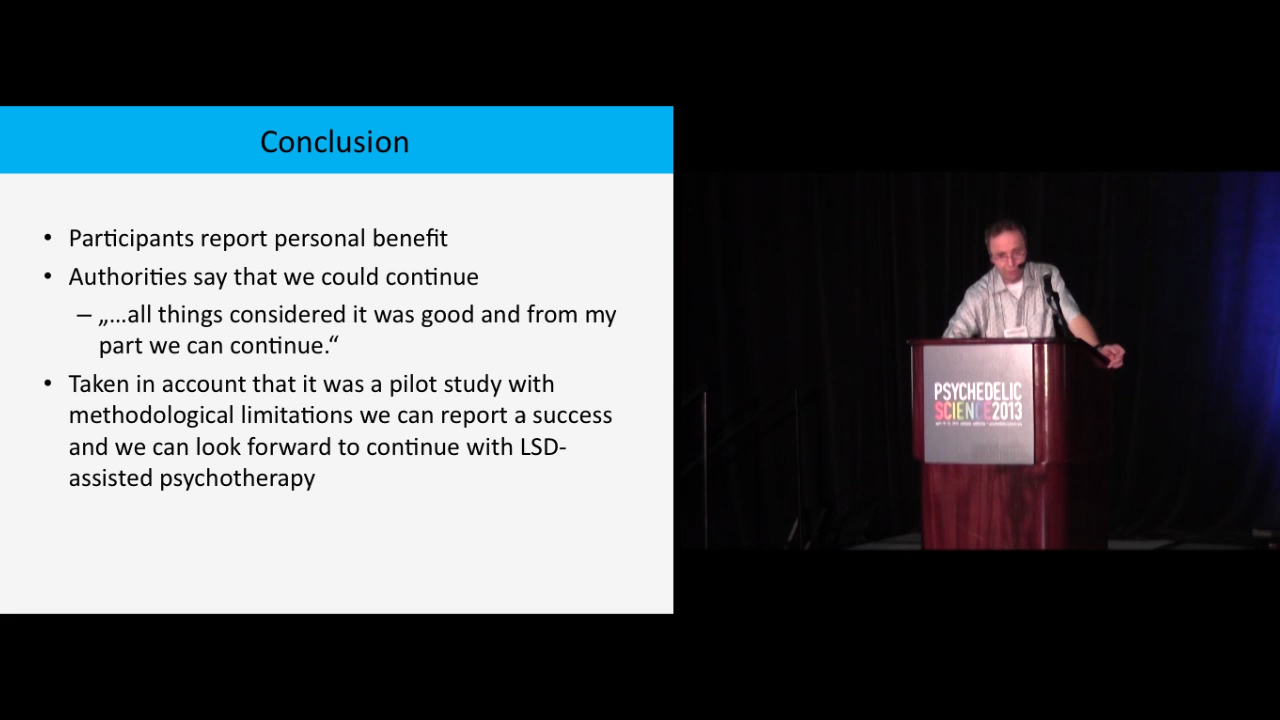 Conclusion
• Participants report personal benefit
• Authorities say that we could continue
– „...all things considered it was good and from my
part we can continue.“
• Taken in account that it was a pilot study with
methodological limitations we can report a success
and we can look forward to continue with LSD-
assisted psychotherapy
PSYCHEDELIC
SCIENCE2013